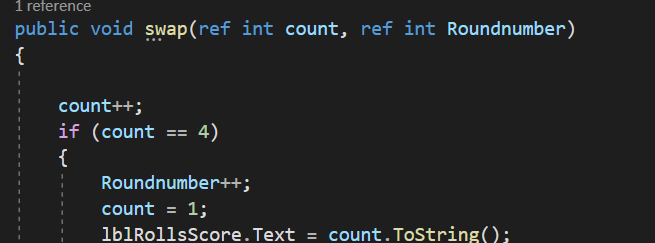 1 reference
public void swap(ref int count, ref int Roundnumber)
{
count++;
if (count == 4)
{
Roundnumber++;
count = 1;
lblRollsScore.Text = count.ToString();